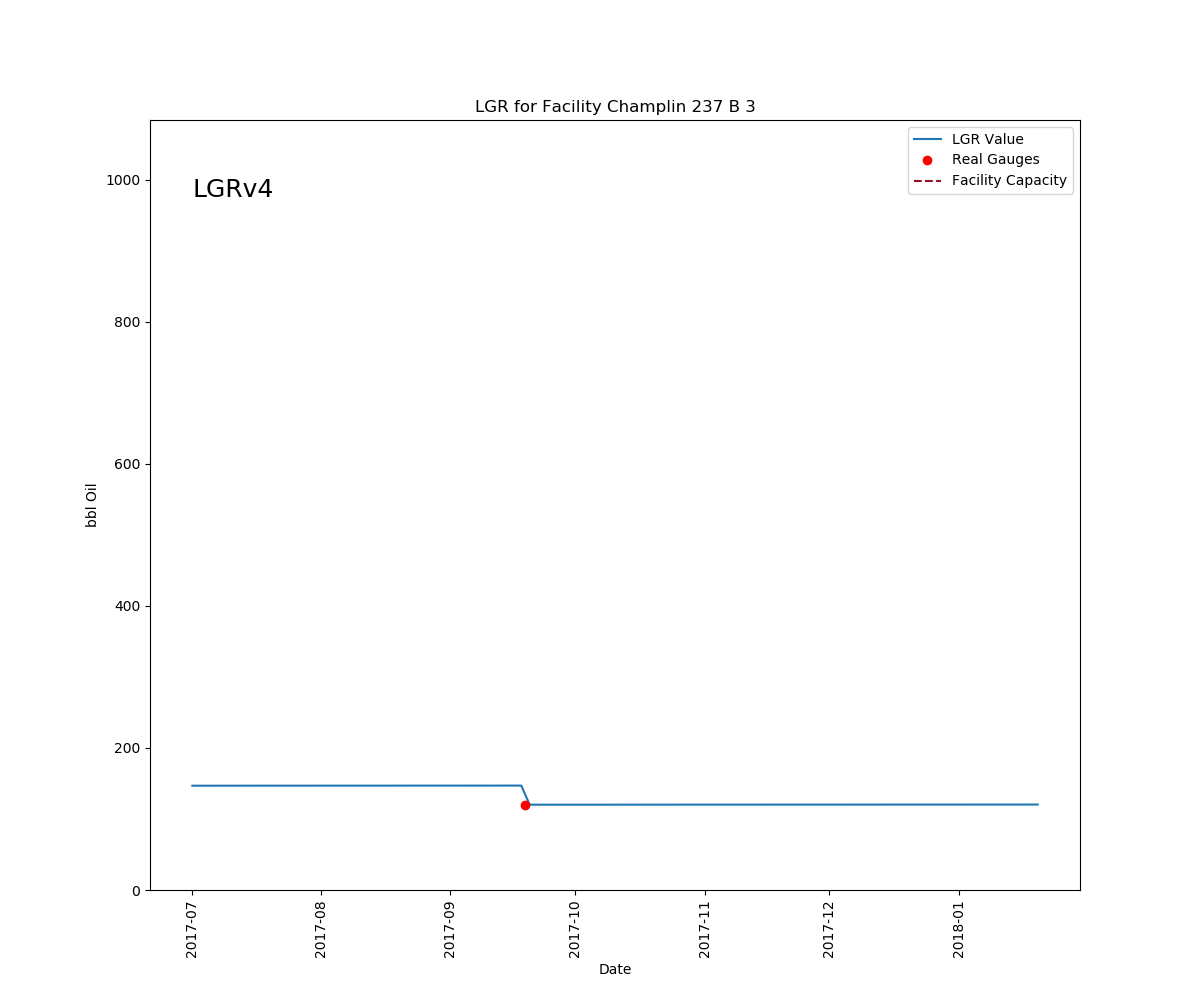 LGR for Facility Champlin 237 B 3
LGRv4
LGR Value
Real Gauges
Facility Capacity
1000
800
600
400
200
0
bbl Oil
2017-07
2017-08
2017-09
2017-10
2017-11
2017-12
2018-01
Date